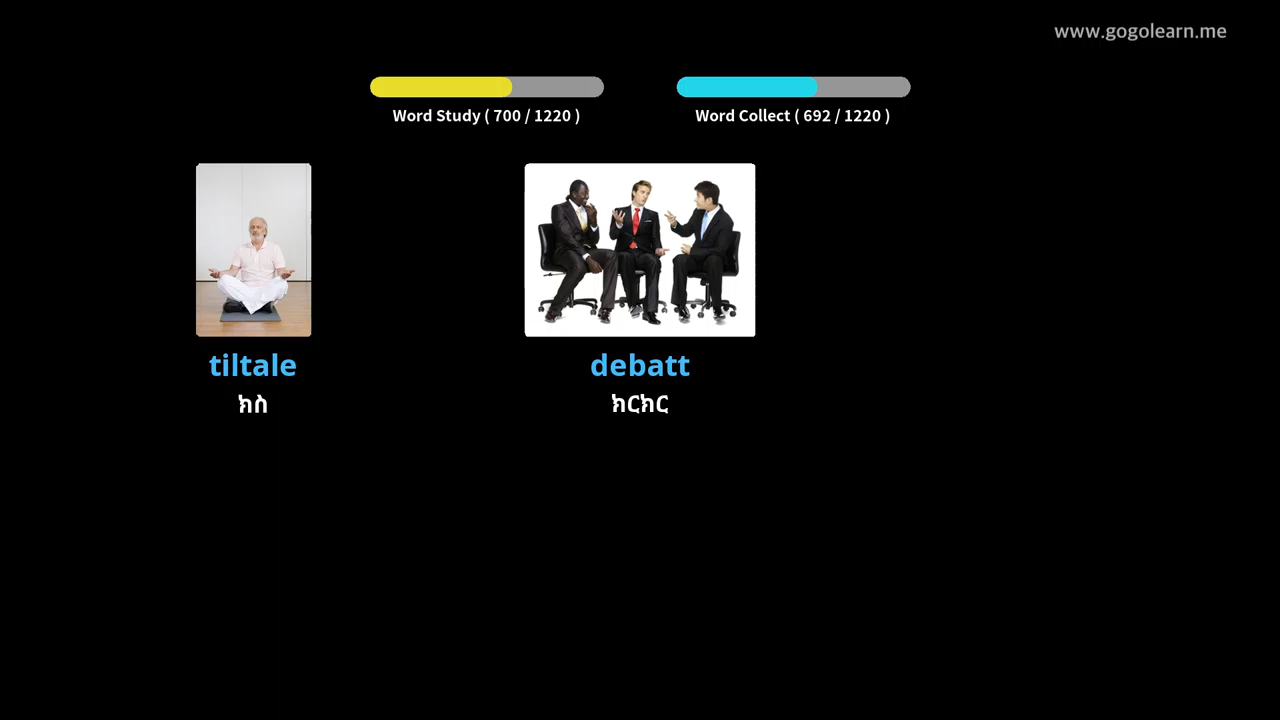 www.gogolearn.me
Word Study ( 700 / 1220 )
Word Collect ( 692 / 1220 )
tiltale
debatt
ክስ
ክርክር